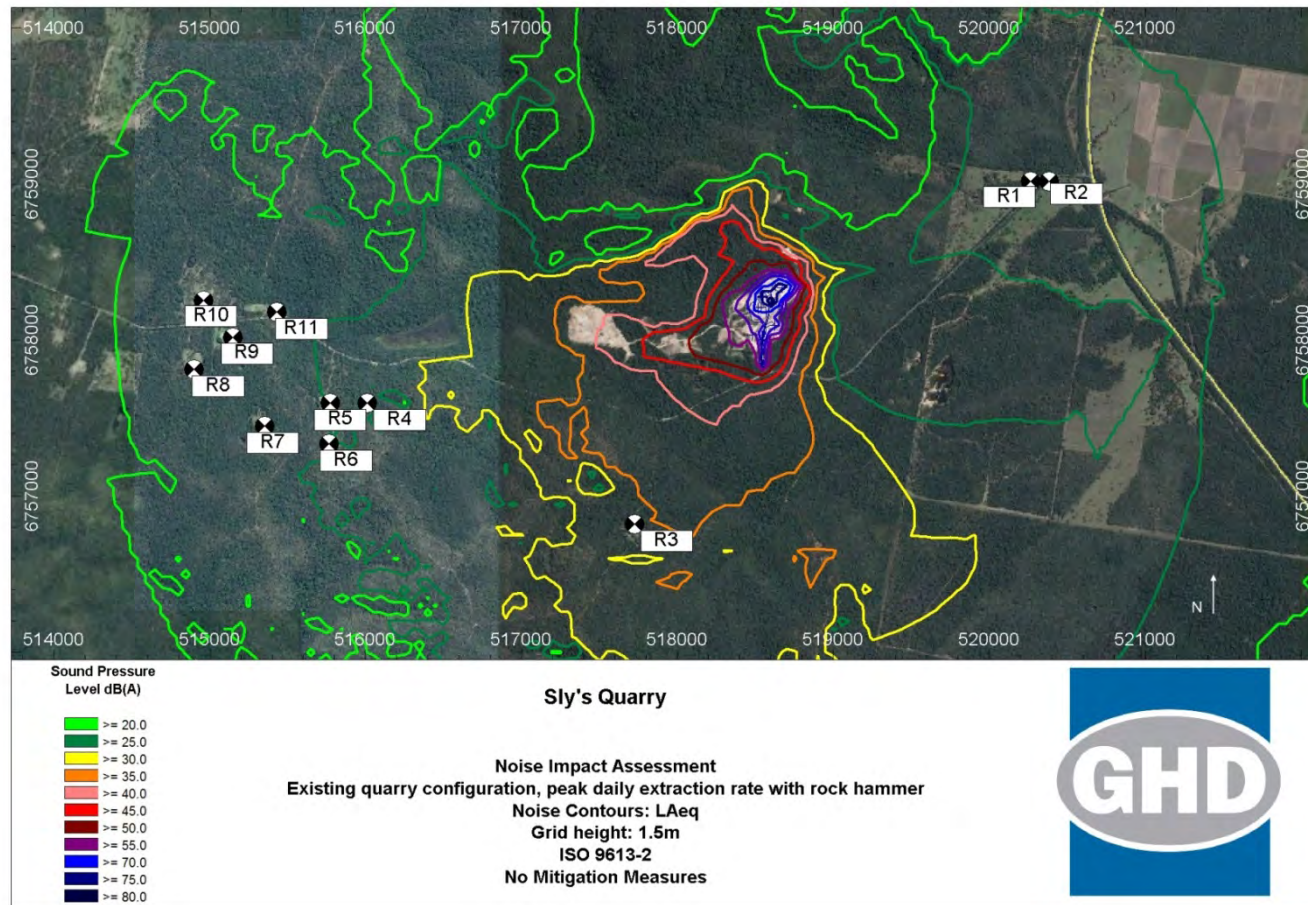 514000 515000 516000 517000 518000 519000 520000 521000
6759000 6759000
R1 R2
R10
R11
R9
6758000 6758000
R8
R5 R4
R7
R6
6757000 6757000
R3
N
514000 515000 516000 517000 518000 519000 520000 521000
Sound Pressure
Level dB(A)
>= 20.0
>= 25.0
>= 30.0
>= 35.0
>= 40.0
>= 45.0
>= 50.0
>= 55.0
>= 70.0
>= 75.0
>= 80.0
Sly's Quarry
Noise Impact Assessment
Existing quarry configuration, peak daily extraction rate with rock hammer
Noise Contours: LAeq
Grid height: 1.5m
ISO 9613-2
No Mitigation Measures
GHD